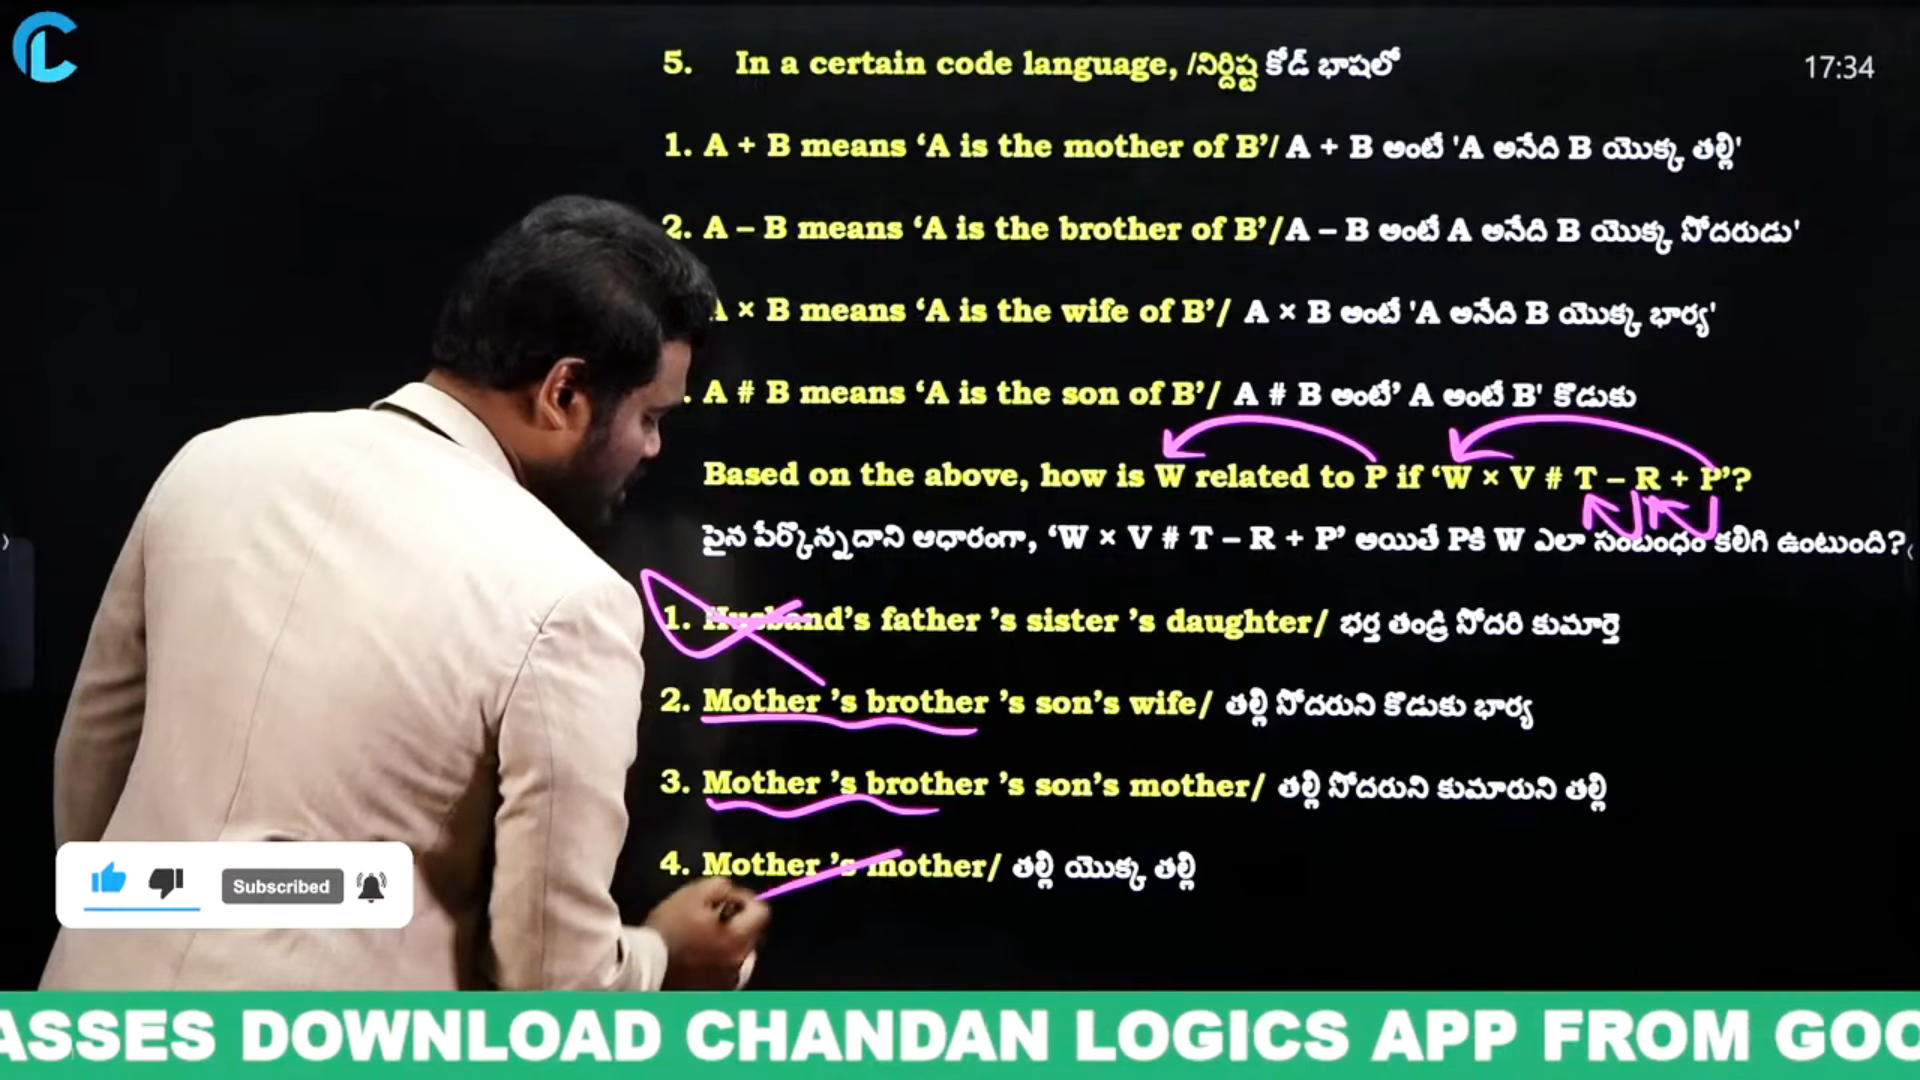 5. In a certain code language, /నిర్దిష్ట కోడ్ భాషలో
17:34
1. A + B means ‘A is the mother of B’/ A + B అంటే 'A అనేది B యొక్క తల్లి'
2. A – B means ‘A is the brother of B’/A – B అంటే A అనేది B యొక్క సోదరుడు'
A × B means ‘A is the wife of B’/ A × B అంటే 'A అనేది B యొక్క భార్య'
. A # B means ‘A is the son of B’/ A # B అంటే’ A అంటే B' కొడుకు
Based on the above, how is W related to P if ‘W × V # T – R + P’?
పైన పేర్కొన్నదాని ఆధారంగా, ‘W × V # T – R + P’ అయితే Pకి W ఎలా సంబంధం కలిగి ఉంటుంది?
1. Husband’s father ’s sister ’s daughter/ భర్త తండ్రి సోదరి కుమార్తె
2. Mother ’s brother ’s son’s wife/ తల్లి సోదరుని కొడుకు భార్య
3. Mother ’s brother ’s son’s mother/ తల్లి సోదరుని కుమారుని తల్లి
4. Mother ’s mother/ తల్లి యొక్క తల్లి
Subscribed
ASSES DOWNLOAD CHANDAN LOGICS APP FROM GOO